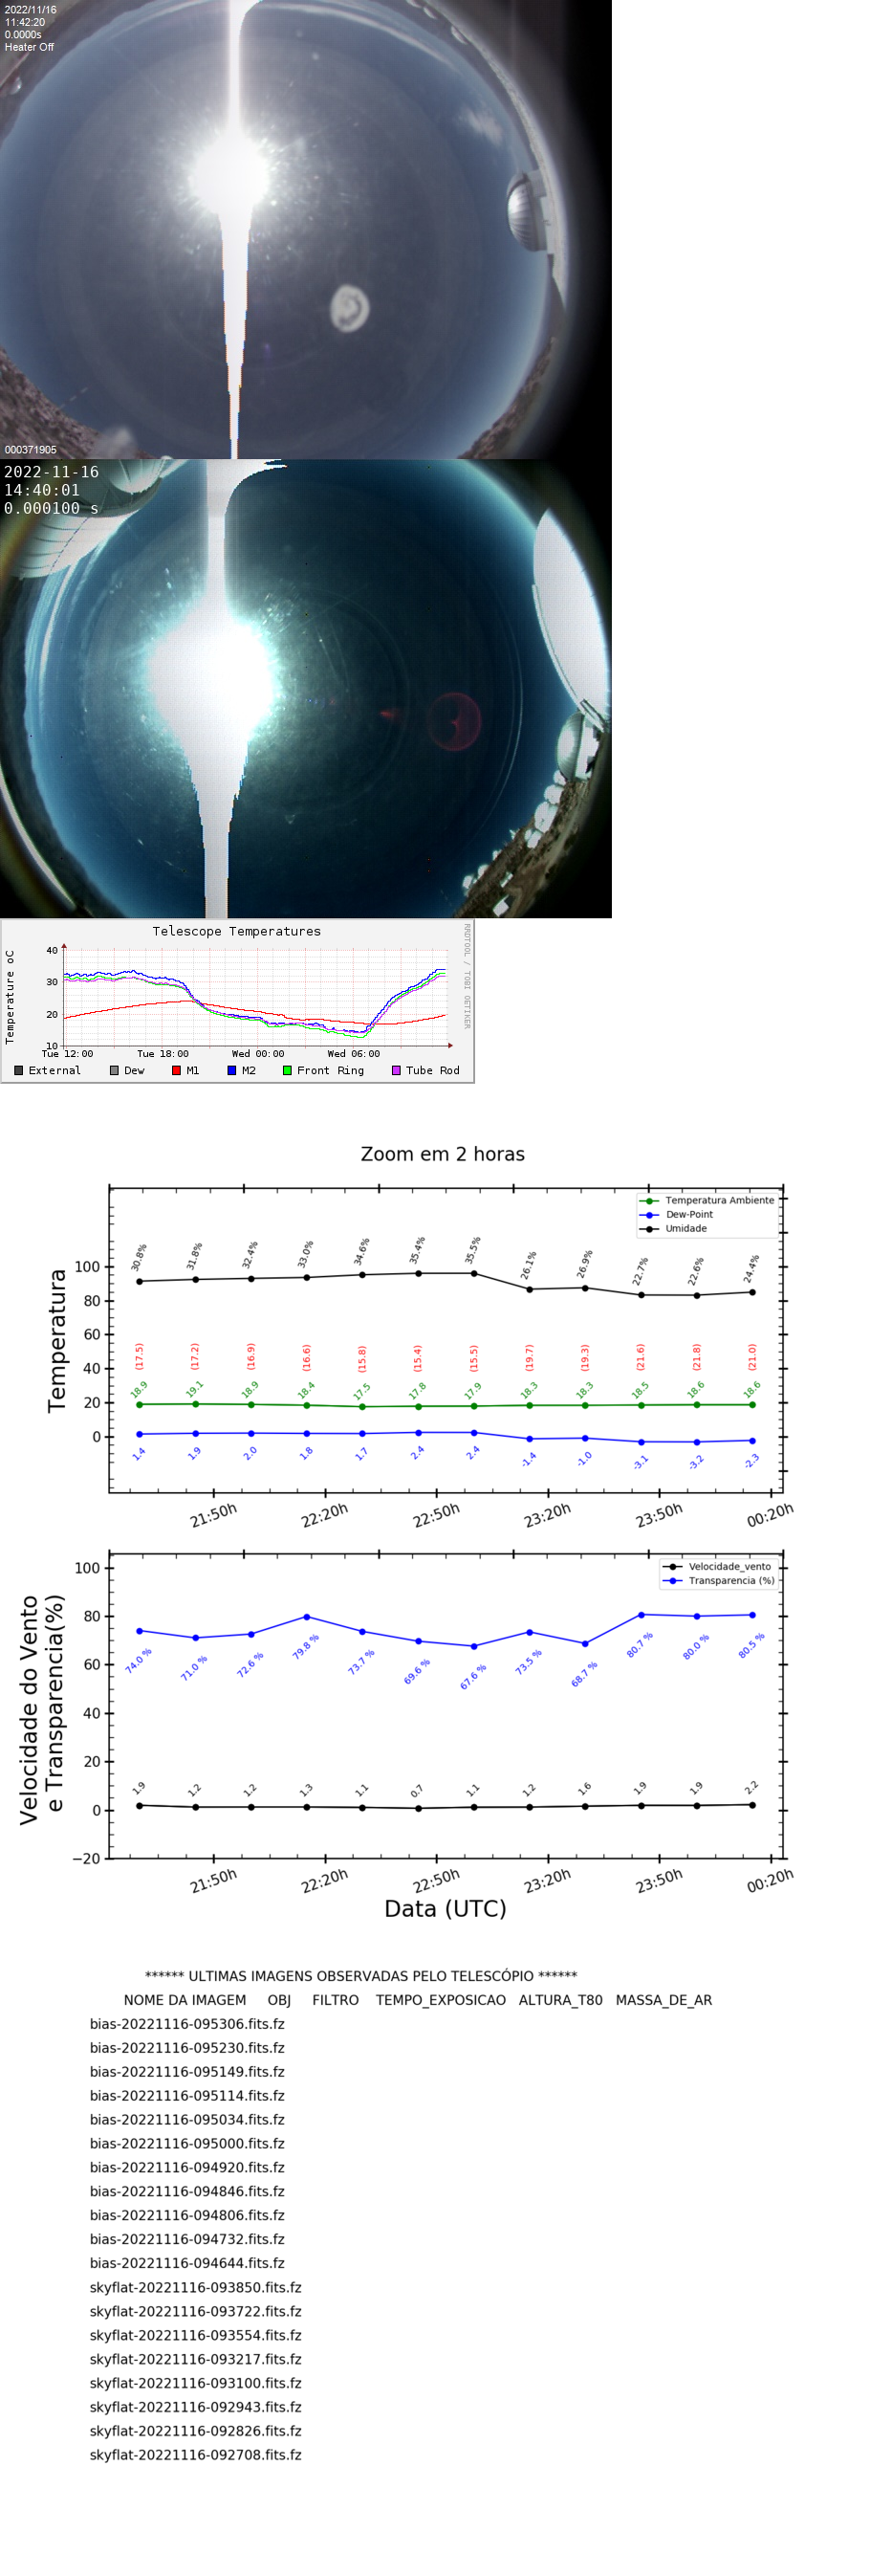 2022/11/16
11:42:20
0.0000s
Heater Off
000371905
2022-11-16
14:40:01
0.000100 s
Telescope Temperatures
RRDTOOL / TOBI OETIKER
Temperature oC
40
30
20
10
Tue 12:00 Tue 18:00 Wed 00:00 Wed 06:00
External Dew M1 M2 Front Ring Tube Rod
Zoom em 2 horas
Temperatura Ambiente
Dew-Point
Umidade
Temperatura
100
80
60
40
20
0
30.8% 31.8% 32.4% 33.0% 34.6% 35.4% 35.5% 26.1% 26.9% 22.7% 22.6% 24.4%
(17.5) (17.2) (16.9) (16.6) (15.8) (15.4) (15.5) (19.7) (19.3) (21.6) (21.8) (21.0)
18.9 19.1 18.9 18.4 17.5 17.8 17.9 18.3 18.3 18.5 18.6 18.6
1.4 1.9 2.0 1.8 1.7 2.4 2.4 -1.4 -1.0 -3.1 -3.2 -2.3
21:50h 22:20h 22:50h 23:20h 23:50h 00:20h
Velocidade_vento
Transparencia (%)
Velocidade do Vento
e Transparencia(%)
100
80
60
40
20
0
−20
74.0 % 71.0 % 72.6 % 79.8 % 73.7 % 69.6 % 67.6 % 73.5 % 68.7 % 80.7 % 80.0 % 80.5 %
1.9 1.2 1.2 1.3 1.1 0.7 1.1 1.2 1.6 1.9 1.9 2.2
21:50h 22:20h 22:50h 23:20h 23:50h 00:20h
Data (UTC)
****** ULTIMAS IMAGENS OBSERVADAS PELO TELESCÓPIO ******
NOME DA IMAGEM OBJ FILTRO TEMPO_EXPOSICAO ALTURA_T80 MASSA_DE_AR
bias-20221116-095306.fits.fz
bias-20221116-095230.fits.fz
bias-20221116-095149.fits.fz
bias-20221116-095114.fits.fz
bias-20221116-095034.fits.fz
bias-20221116-095000.fits.fz
bias-20221116-094920.fits.fz
bias-20221116-094846.fits.fz
bias-20221116-094806.fits.fz
bias-20221116-094732.fits.fz
bias-20221116-094644.fits.fz
skyflat-20221116-093850.fits.fz
skyflat-20221116-093722.fits.fz
skyflat-20221116-093554.fits.fz
skyflat-20221116-093217.fits.fz
skyflat-20221116-093100.fits.fz
skyflat-20221116-092943.fits.fz
skyflat-20221116-092826.fits.fz
skyflat-20221116-092708.fits.fz